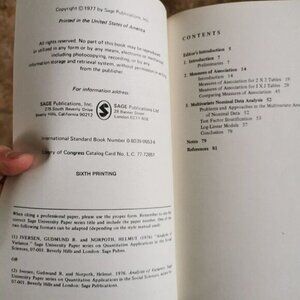 Copyright © 1977 by Sage Publications, Inc.
Printed in the United States of America
All rights reserved. No part of this book may be reproduced
or utilized in any form or by any means, electronic or mechanical,
including photocopying, recording, or by any
information storage and retrieval system, without permission in writing
from the publisher.
SAGE Publications, Inc.
275 South Beverly Drive
Beverly Hills, California 90212
SAGE Publications Ltd
28 Banner Street
London EC1Y 8QE
International Standard Book Number 0-8039-
Library of Congress Catalog Card No. L.C. 77-72851
SIXTH PRINTING
When citing a professional paper, please use the proper form. Remember to cite the
correct Sage University Paper series title and include the paper number. One of the
two following formats can be adapted (depending on the style manual used):
(1) IVERSEN, GUDMUND R. and NORPOTH, HELMUT (1976) "Analysis of
Variance." Sage University Paper series on Quantitative Applications in the Social Sciences,
07-001. Beverly Hills and London: Sage Pubns.
OR
(2) Iversen, Gudmund R. and Norpoth, Helmut. 1976. Analysis of Variance. Sage
University Paper series on Quantitative Applications in the Social Sciences, series no.
07-001. Beverly Hills and London: Sage Publications.
CONTENTS
Editor's Introduction 5
1. Introduction 7
Preliminaries 7
2. Measures of Association 14
Introduction 14
Measures of Association for 2 X 2 Tables
Measures of Association for I X J Tables
Comparing Measures of Association
3. Multivariate Nominal Data Analysis 52
Problems and Approaches in the Multivariate Analysis
of Nominal Data 52
Test Factor Stratification
Log-Linear Models 57
Conclusion 78
Notes 79
References 81